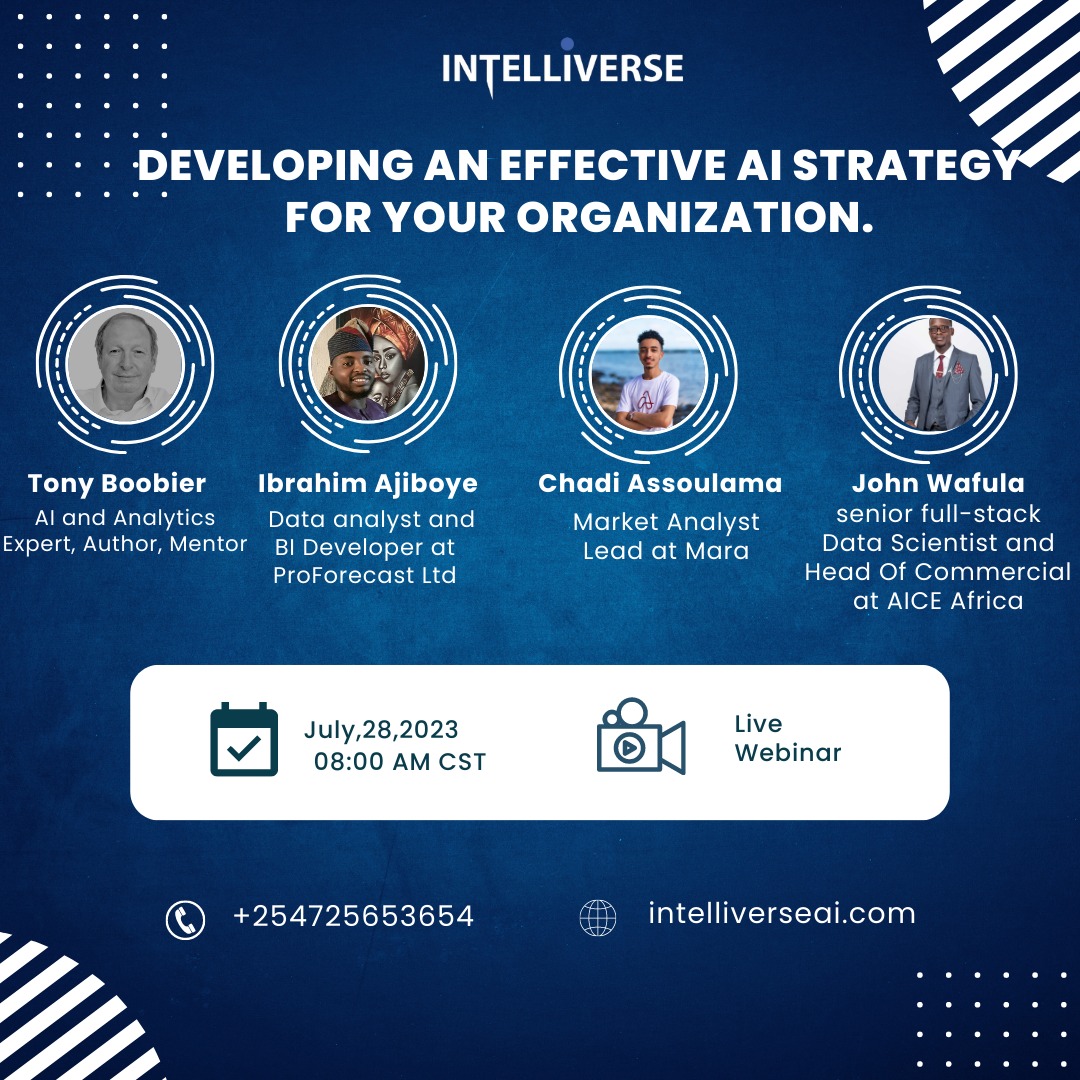 INTELLIVERSE
DEVELOPING AN EFFECTIVE AI STRATEGY
FOR YOUR ORGANIZATION.
Tony Boobier
AI and Analytics
Expert, Author, Mentor
Ibrahim Ajiboye
Data analyst and
BI Developer at
ProForecast Ltd
Chadi Assoulama
Market Analyst
Lead at Mara
John Wafula
senior full-stack
Data Scientist and
Head Of Commercial
at AICE Africa
July,28,2023
08:00 AM CST
Live
Webinar
+254725653654
intelliverseai.com